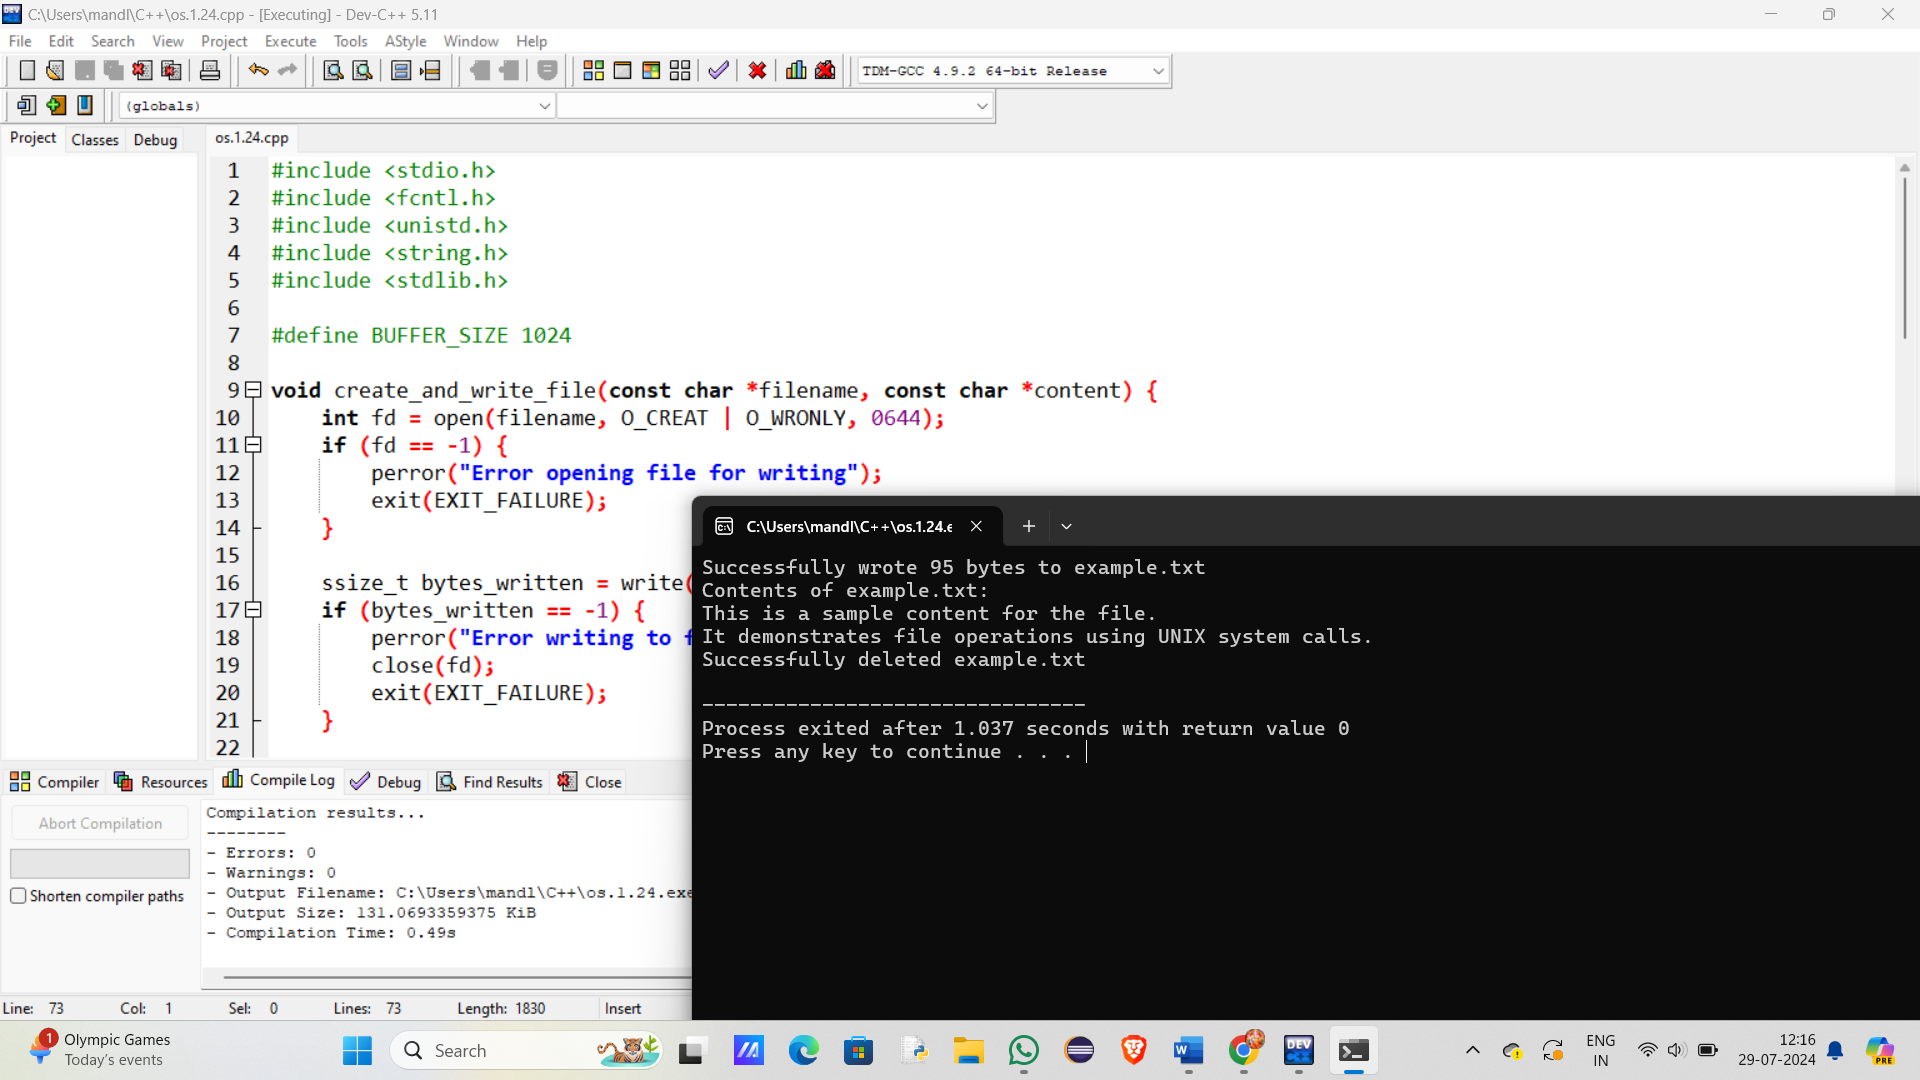 C:\Users\mandl\C++\os.1.24.cpp - [Executing] - Dev-C++ 5.11
File Edit Search View Project Execute Tools AStyle Window Help
TDM-GCC 4.9.2 64-bit Release
(globals)
Project Classes Debug os.1.24.cpp
1 #include <stdio.h>
2 #include <fcntl.h>
3 #include <unistd.h>
4 #include <string.h>
5 #include <stdlib.h>
6
7 #define BUFFER_SIZE 1024
8
9 void create_and_write_file(const char *filename, const char *content) {
10 int fd = open(filename, O_CREAT | O_WRONLY, 0644);
11 if (fd == -1) {
12 perror("Error opening file for writing");
13 exit(EXIT_FAILURE);
14 }
15
16 ssize_t bytes_written = write(
17 if (bytes_written == -1) {
18 perror("Error writing to f
19 close(fd);
20 exit(EXIT_FAILURE);
21 }
22
C:\Users\mandl\C++\os.1.24.e
Successfully wrote 95 bytes to example.txt
Contents of example.txt:
This is a sample content for the file.
It demonstrates file operations using UNIX system calls.
Successfully deleted example.txt
--------------------------------
Process exited after 1.037 seconds with return value 0
Press any key to continue . . .
Compiler Resources Compile Log Debug Find Results Close
Abort Compilation
Shorten compiler paths
Compilation results...
--------
- Errors: 0
- Warnings: 0
- Output Filename: C:\Users\mandl\C++\os.1.24.exe
- Output Size: 131.0693359375 KiB
- Compilation Time: 0.49s
Line: 73 Col: 1 Sel: 0 Lines: 73 Length: 1830 Insert
1
Olympic Games
Today's events
Search
ENG
IN
12:16
29-07-2024
PRE